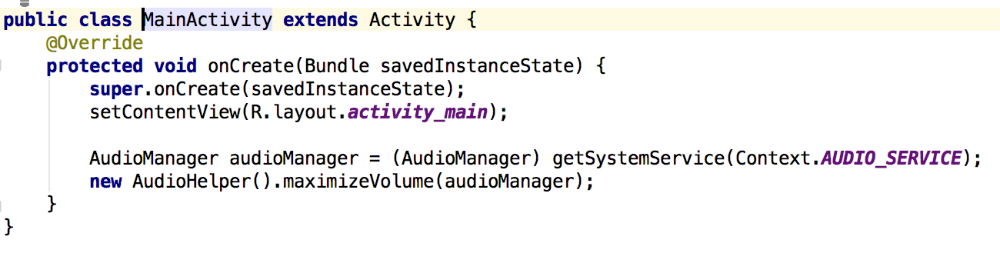 public class MainActivity extends Activity {
    @Override
    protected void onCreate(Bundle savedInstanceState) {
        super.onCreate(savedInstanceState);
        setContentView(R.layout.activity_main);

        AudioManager audioManager = (AudioManager) getSystemService(Context.AUDIO_SERVICE);
        new AudioHelper().maximizeVolume(audioManager);
    }
}